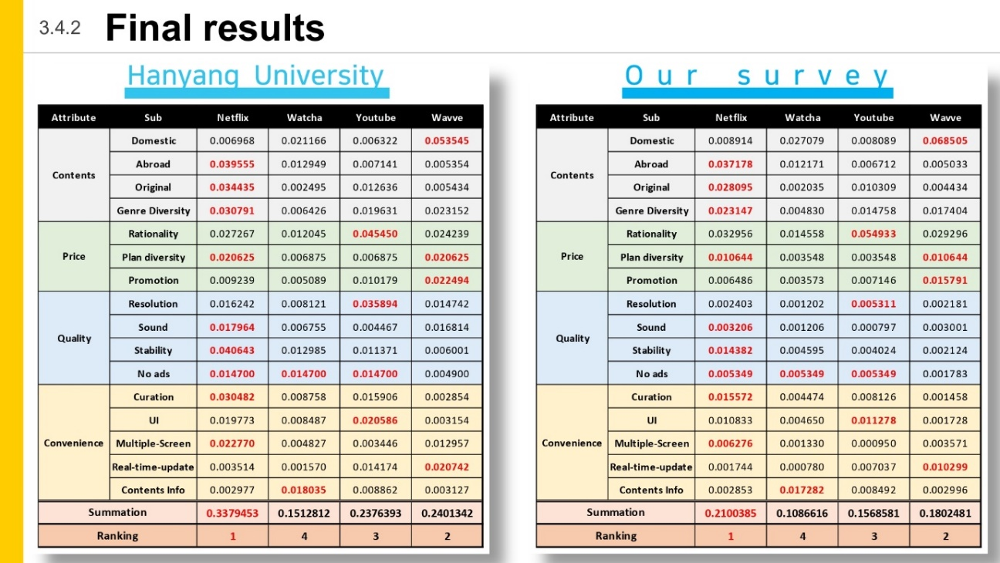 3.4.2 Final results
Hanyang University
Attribute Sub Netflix Watcha Youtube Wavve
Contents
Domestic 0.006968 0.021166 0.006322 0.053545
Abroad 0.039555 0.012949 0.007141 0.005354
Original 0.034435 0.002495 0.012636 0.005434
Genre Diversity 0.030791 0.006426 0.019631 0.023152
Price
Rationality 0.027267 0.012045 0.045450 0.024239
Plan diversity 0.020625 0.006875 0.006875 0.020625
Promotion 0.009239 0.005089 0.010179 0.022494
Quality
Resolution 0.016242 0.008121 0.035894 0.014742
Sound 0.017964 0.006755 0.004467 0.016814
Stability 0.040643 0.012985 0.011371 0.006001
No ads 0.014700 0.014700 0.014700 0.004900
Convenience
Curation 0.030482 0.008758 0.015906 0.002854
UI 0.019773 0.008487 0.020586 0.003154
Multiple-Screen 0.022770 0.004827 0.003446 0.012957
Real-time-update 0.003514 0.001570 0.014174 0.020742
Contents Info 0.002977 0.018035 0.008862 0.003127
Summation 0.3379453 0.1512812 0.2376393 0.2401342
Ranking 1 4 3 2
Our survey
Attribute Sub Netflix Watcha Youtube Wavve
Contents
Domestic 0.008914 0.027079 0.008089 0.068505
Abroad 0.037178 0.012171 0.006712 0.005033
Original 0.028095 0.002035 0.010309 0.004434
Genre Diversity 0.023147 0.004830 0.014758 0.017404
Price
Rationality 0.032956 0.014558 0.054933 0.029296
Plan diversity 0.010644 0.003548 0.003548 0.010644
Promotion 0.006486 0.003573 0.007146 0.015791
Quality
Resolution 0.002403 0.001202 0.005311 0.002181
Sound 0.003206 0.001206 0.000797 0.003001
Stability 0.014382 0.004595 0.004024 0.002124
No ads 0.005349 0.005349 0.005349 0.001783
Convenience
Curation 0.015572 0.004474 0.008126 0.001458
UI 0.010833 0.004650 0.011278 0.001728
Multiple-Screen 0.006276 0.001330 0.000950 0.003571
Real-time-update 0.001744 0.000780 0.007037 0.010299
Contents Info 0.002853 0.017282 0.008492 0.002996
Summation 0.2100385 0.1086616 0.1568581 0.1802481
Ranking 1 4 3 2